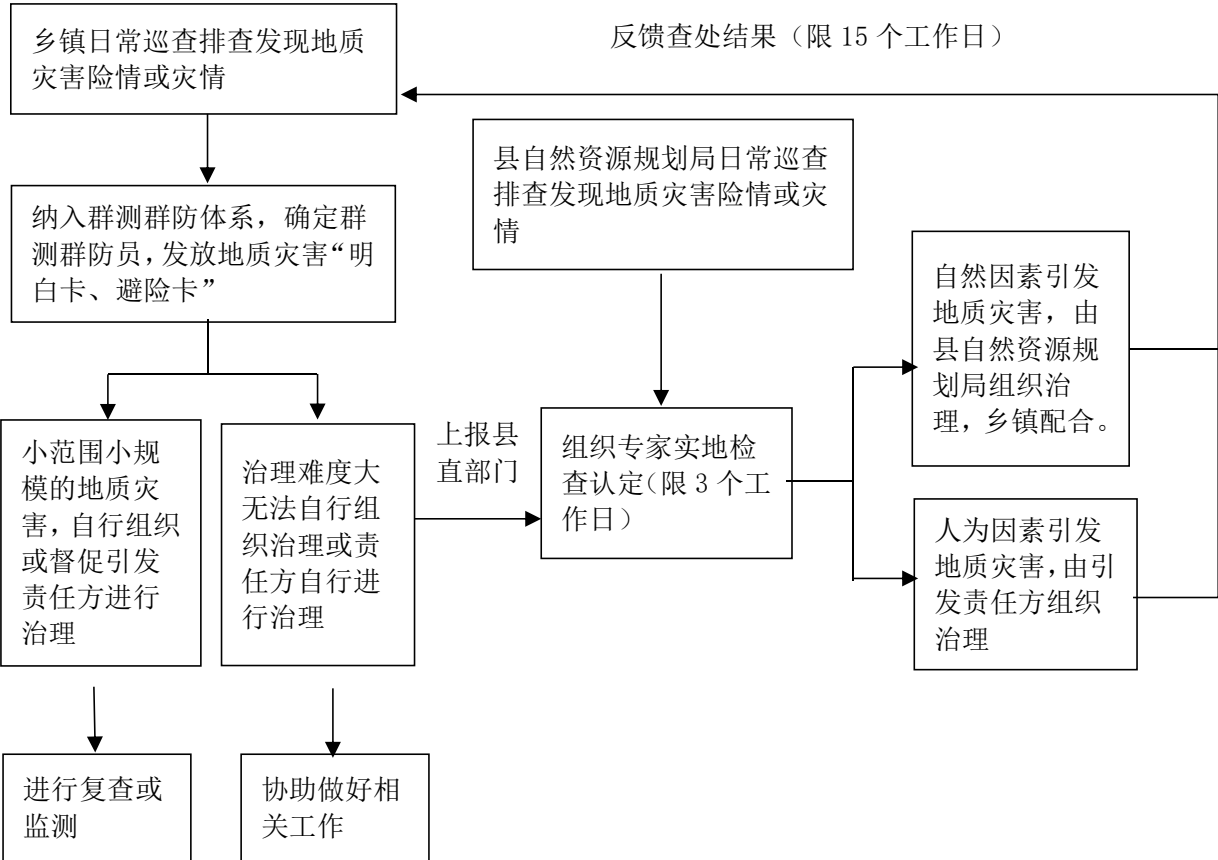 乡镇日常巡查排查发现地质
灾害险情或灾情
反馈查处结果（限 15 个工作日）
县自然资源规划局日常巡查
排查发现地质灾害险情或灾
情
纳入群测群防体系，确定群
测群防员，发放地质灾害“明
白卡、避险卡”
自然因素引发
地质灾害，由
县自然资源规
划局组织治
理，乡镇配合。
小范围小规
模的地质灾
害，自行组织
或督促引发
责任方进行
治理
治理难度大
无法自行组
织治理或责
任方自行进
行治理
上报县
直部门
组织专家实地检
查认定（限 3 个工
作日）
人为因素引发
地质灾害，由引
发责任方组织
治理
进行复查或
监测
协助做好相
关工作